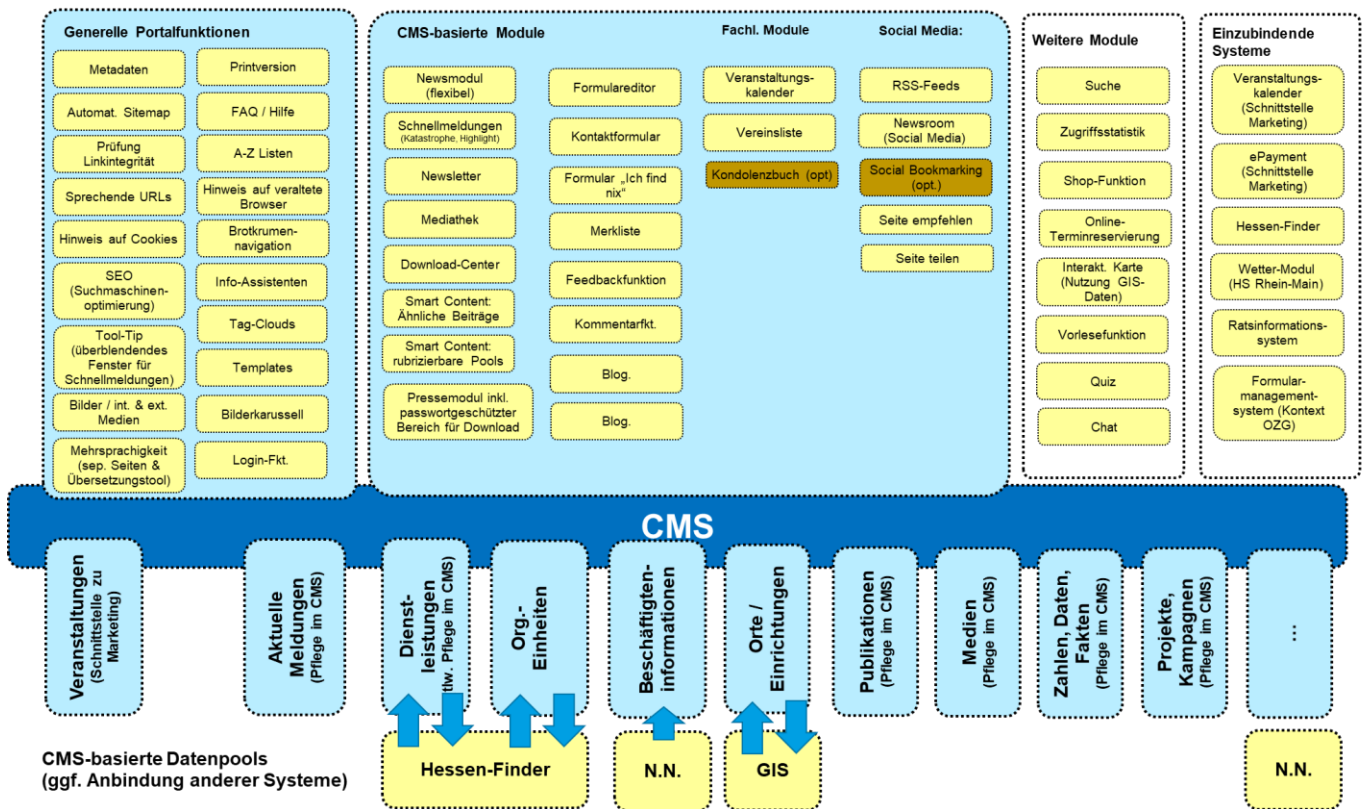 Generelle Portalfunktionen
Metadaten
Automat. Sitemap
Prüfung
Linkintegrität
Sprechende URLs
Hinweis auf Cookies
SEO
(Suchmaschinen-
optimierung)
Tool-Tip
(überblendendes
Fenster für
Schnellmeldungen)
Bilder / int. & ext.
Medien
Mehrsprachigkeit
(sep. Seiten &
Übersetzungstool)
Printversion
FAQ / Hilfe
A-Z Listen
Hinweis auf veraltete
Browser
Brotkrumen-
navigation
Info-Assistenten
Tag-Clouds
Templates
Bilderkarussell
Login-Fkt.
CMS-basierte Module
Newsmodul
(flexibel)
Schnellmeldungen
(Katastrophe, Highlight)
Newsletter
Mediathek
Download-Center
Smart Content:
Ähnliche Beiträge
Smart Content:
rubrizierbare Pools
Pressemodul inkl.
passwortgeschützter
Bereich für Download
Formulareditor
Kontaktformular
Formular „Ich find
nix"
Merkliste
Feedbackfunktion
Kommentarfkt.
Blog.
Blog.
Fachl. Module
Veranstaltungs-
kalender
Vereinsliste
Kondolenzbuch (opt)
Social Media:
RSS-Feeds
Newsroom
(Social Media)
Social Bookmarking
(opt.)
Seite empfehlen
Seite teilen
Weitere Module
Suche
Zugriffsstatistik
Shop-Funktion
Online-
Terminreservierung
Interakt. Karte
(Nutzung GIS-
Daten)
Vorlesefunktion
Quiz
Chat
Einzubindende
Systeme
Veranstaltungs-
kalender
(Schnittstelle
Marketing)
ePayment
(Schnittstelle
Marketing)
Hessen-Finder
Wetter-Modul
(HS Rhein-Main)
Ratsinformations-
system
Formular-
management-
system (Kontext
OZG)
CMS
Veranstaltungen
(Schnittstelle zu
Marketing)
Aktuelle
Meldungen
(Pflege im CMS)
Dienst-
leistungen
(tlw. Pflege im CMS)
Org.-
Einheiten
Beschäftigten-
informationen
Orte /
Einrichtungen
Publikationen
(Pflege im CMS)
Medien
(Pflege im CMS)
Zahlen, Daten,
Fakten
(Pflege im CMS)
Projekte,
Kampagnen
(Pflege im CMS)
...
CMS-basierte Datenpools
(ggf. Anbindung anderer Systeme)
Hessen-Finder
N.N.
GIS
N.N.